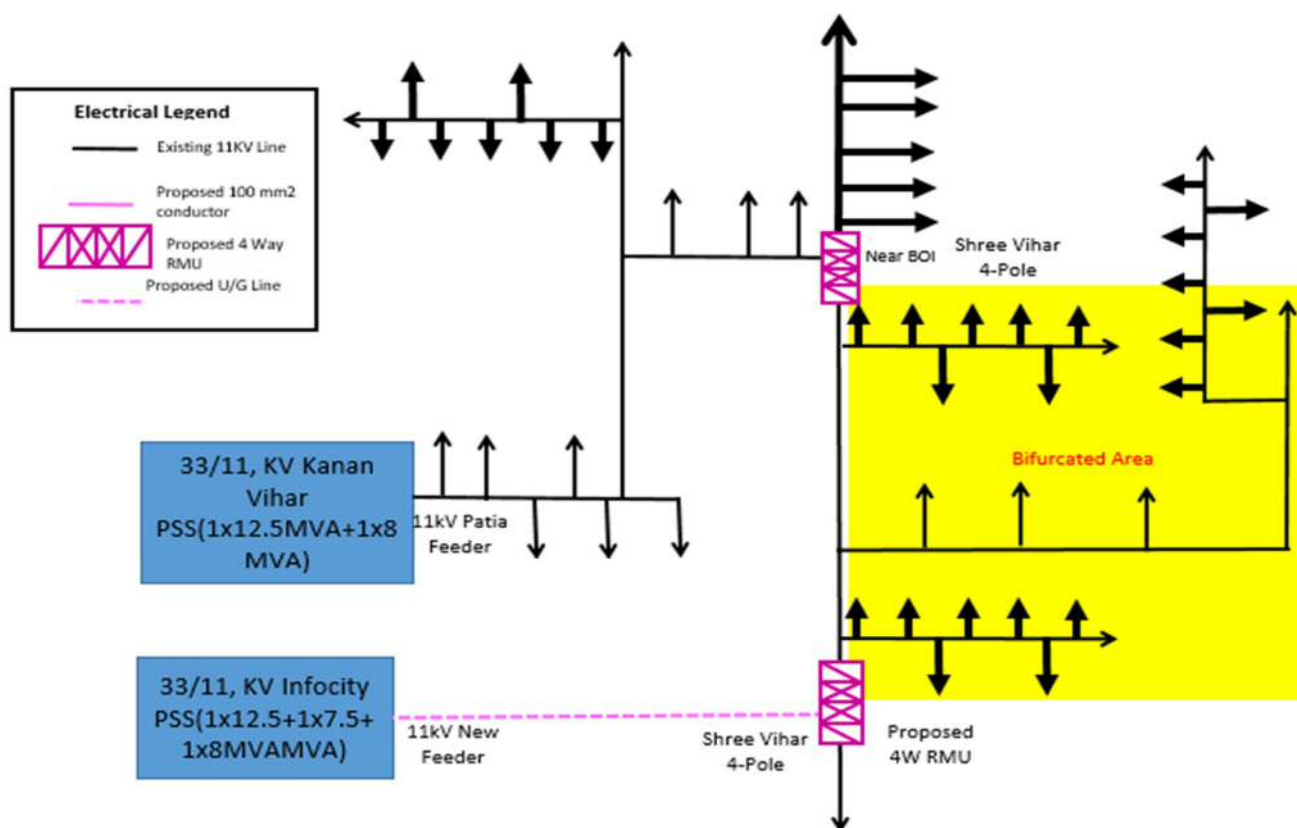 Electrical Legend
Existing 11KV Line
Proposed 100 mm2
conductor
Proposed 4 Way
RMU
Proposed U/G Line
Near BOI
Shree Vihar
4-Pole
Bifurcated Area
33/11, KV Kanan
Vihar
PSS(1x12.5MVA+1x8
MVA)
11kV Patia
Feeder
33/11, KV Infocity
PSS(1x12.5+1x7.5+
1x8MVAMVA)
11kV New
Feeder
Shree Vihar
4-Pole
Proposed
4W RMU